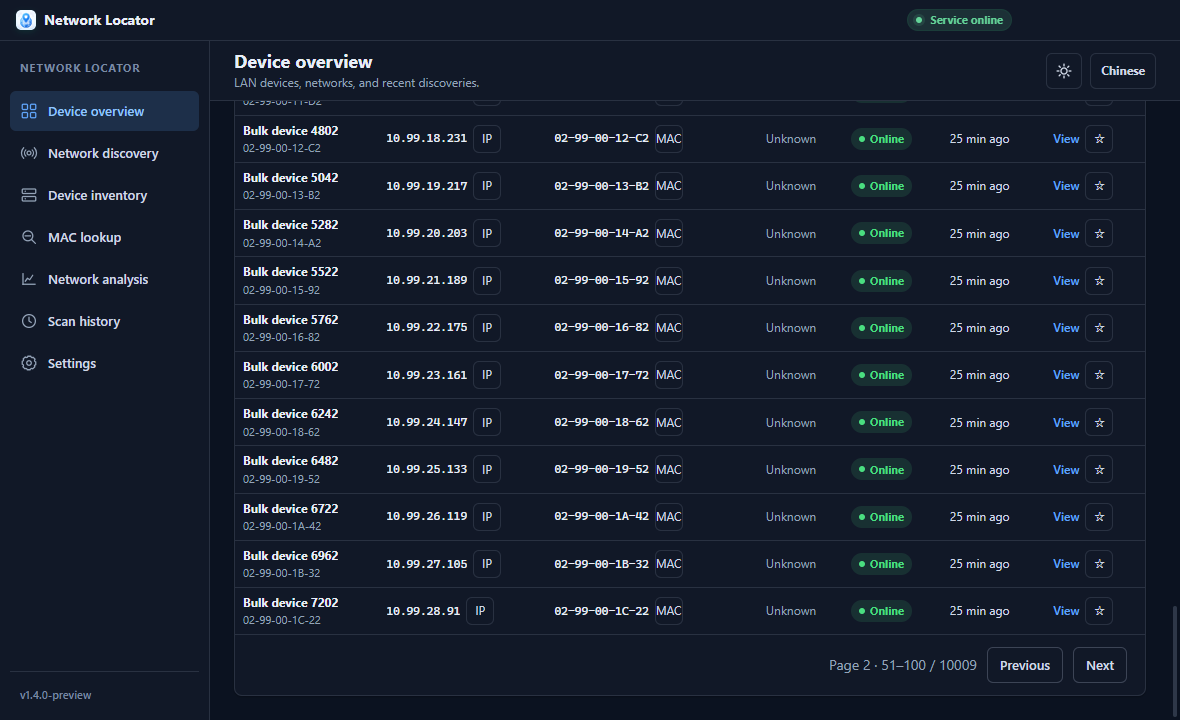 Network Locator
Service online
NETWORK LOCATOR
Device overview
Network discovery
Device inventory
MAC lookup
Network analysis
Scan history
Settings
v1.4.0-preview
Device overview
LAN devices, networks, and recent discoveries.
Chinese
02-99-00-11-D2
Bulk device 4802 10.99.18.231 IP 02-99-00-12-C2 MAC Unknown Online 25 min ago View ☆
02-99-00-12-C2
Bulk device 5042 10.99.19.217 IP 02-99-00-13-B2 MAC Unknown Online 25 min ago View ☆
02-99-00-13-B2
Bulk device 5282 10.99.20.203 IP 02-99-00-14-A2 MAC Unknown Online 25 min ago View ☆
02-99-00-14-A2
Bulk device 5522 10.99.21.189 IP 02-99-00-15-92 MAC Unknown Online 25 min ago View ☆
02-99-00-15-92
Bulk device 5762 10.99.22.175 IP 02-99-00-16-82 MAC Unknown Online 25 min ago View ☆
02-99-00-16-82
Bulk device 6002 10.99.23.161 IP 02-99-00-17-72 MAC Unknown Online 25 min ago View ☆
02-99-00-17-72
Bulk device 6242 10.99.24.147 IP 02-99-00-18-62 MAC Unknown Online 25 min ago View ☆
02-99-00-18-62
Bulk device 6482 10.99.25.133 IP 02-99-00-19-52 MAC Unknown Online 25 min ago View ☆
02-99-00-19-52
Bulk device 6722 10.99.26.119 IP 02-99-00-1A-42 MAC Unknown Online 25 min ago View ☆
02-99-00-1A-42
Bulk device 6962 10.99.27.105 IP 02-99-00-1B-32 MAC Unknown Online 25 min ago View ☆
02-99-00-1B-32
Bulk device 7202 10.99.28.91 IP 02-99-00-1C-22 MAC Unknown Online 25 min ago View ☆
02-99-00-1C-22
Page 2 · 51–100 / 10009 Previous Next